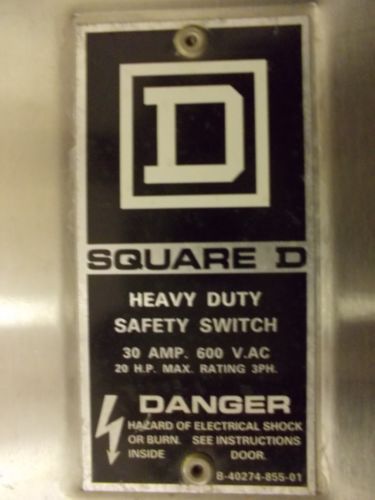 D
SQUARE D
HEAVY DUTY
SAFETY SWITCH
30 AMP. 600 V.AC
20 H.P. MAX. RATING 3PH.
DANGER
HAZARD OF ELECTRICAL SHOCK
OR BURN. SEE INSTRUCTIONS
INSIDE DOOR.
B-40274-855-01